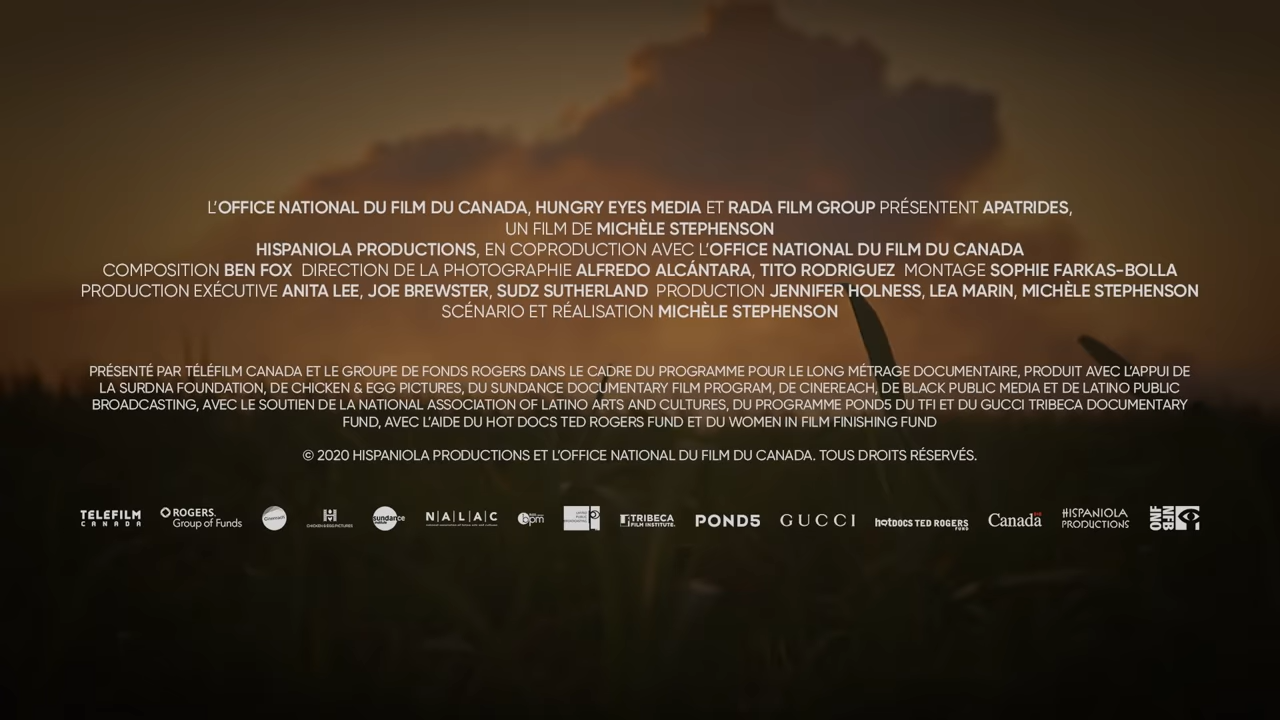 L'OFFICE NATIONAL DU FILM DU CANADA, HUNGRY EYES MEDIA ET RADA FILM GROUP PRÉSENTENT APATRIDES,
UN FILM DE MICHÈLE STEPHENSON
HISPANIOLA PRODUCTIONS, EN COPRODUCTION AVEC L'OFFICE NATIONAL DU FILM DU CANADA
COMPOSITION BEN FOX DIRECTION DE LA PHOTOGRAPHIE ALFREDO ALCÁNTARA, TITO RODRIGUEZ MONTAGE SOPHIE FARKAS-BOLLA
PRODUCTION EXÉCUTIVE ANITA LEE, JOE BREWSTER, SUDZ SUTHERLAND PRODUCTION JENNIFER HOLNESS, LEA MARIN, MICHÈLE STEPHENSON
SCÉNARIO ET RÉALISATION MICHÈLE STEPHENSON
PRÉSENTÉ PAR TÉLÉFILM CANADA ET LE GROUPE DE FONDS ROGERS DANS LE CADRE DU PROGRAMME POUR LE LONG MÉTRAGE DOCUMENTAIRE, PRODUIT AVEC L'APPUI DE
LA SURDNA FOUNDATION, DE CHICKEN & EGG PICTURES, DU SUNDANCE DOCUMENTARY FILM PROGRAM, DE CINEREACH, DE BLACK PUBLIC MEDIA ET DE LATINO PUBLIC
BROADCASTING, AVEC LE SOUTIEN DE LA NATIONAL ASSOCIATION OF LATINO ARTS AND CULTURES, DU PROGRAMME POND5 DU TFI ET DU GUCCI TRIBECA DOCUMENTARY
FUND, AVEC L'AIDE DU HOT DOCS TED ROGERS FUND ET DU WOMEN IN FILM FINISHING FUND
© 2020 HISPANIOLA PRODUCTIONS ET L'OFFICE NATIONAL DU FILM DU CANADA. TOUS DROITS RÉSERVÉS.
TELEFILM
CANADA
ROGERS.
Group of Funds
Cinereach
CHICKEN & EGG PICTURES
sundance
institute
NALAC
bpm
TRIBECA
FILM INSTITUTE.
POND5
GUCCI
hotDOCS TED ROGERS
FUND
Canada
HISPANIOLA
PRODUCTIONS
ONF
NFB